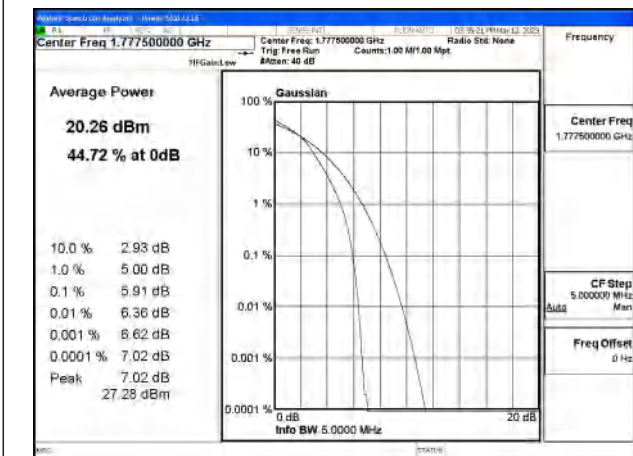 Center Freq 1.777500000 GHz
Center Freq: 1.777500000 GHz
Radio Std: None
Trig: Free Run
Counts:1.00 M/1.00 Mpt
#IFGain:Low
#Atten: 40 dB
Average Power
20.26 dBm
44.72 % at 0dB
10.0 % 2.93 dB
1.0 % 5.00 dB
0.1 % 5.91 dB
0.01 % 6.36 dB
0.001 % 6.62 dB
0.0001 % 7.02 dB
Peak 7.02 dB
27.28 dBm
Gaussian
100 %
10 %
1 %
0.1 %
0.01 %
0.001 %
0.0001 %
0 dB
20 dB
Info BW 5.0000 MHz
Frequency
Center Freq
1.777500000 GHz
CF Step
5.000000 MHz
Auto Man
Freq Offset
0 Hz
MSG
STATUS